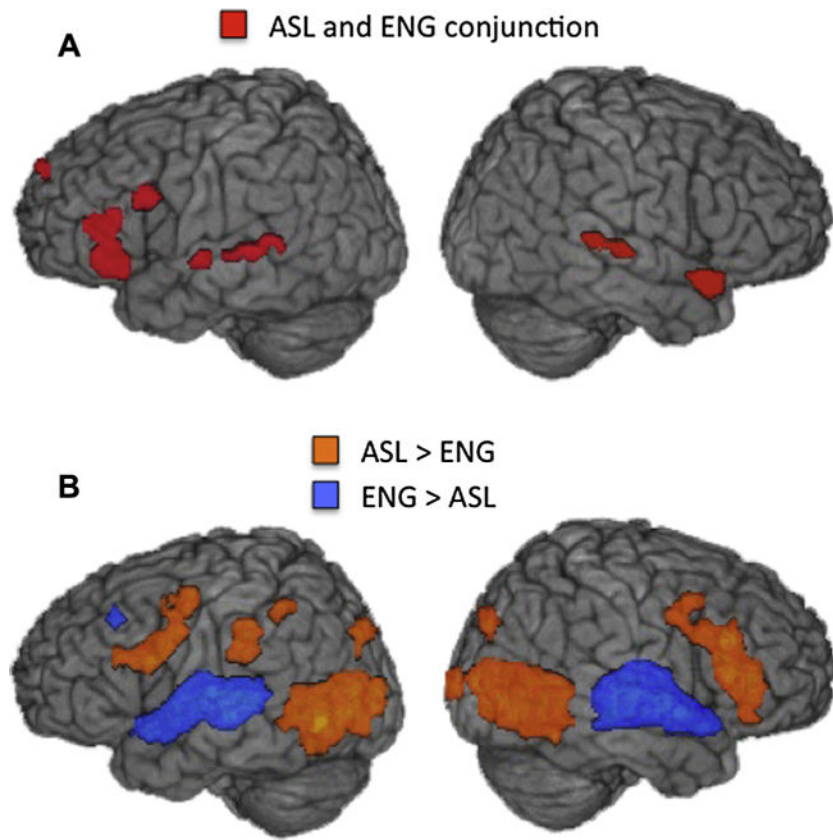 ASL and ENG conjunction
A
ASL > ENG
ENG > ASL
B